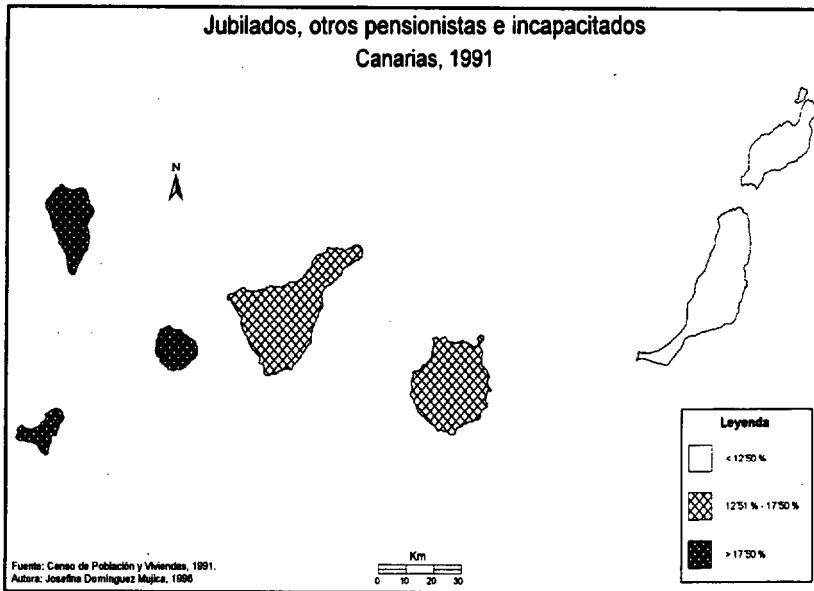 Jubilados, otros pensionistas e incapacitados
Canarias, 1991
N
Leyenda
< 12'50 %
12'51 % - 17'50 %
> 17'50 %
Km
0 10 20 30
Fuente: Censo de Población y Viviendas, 1991.
Autora: Josefina Domínguez Mujica, 1996